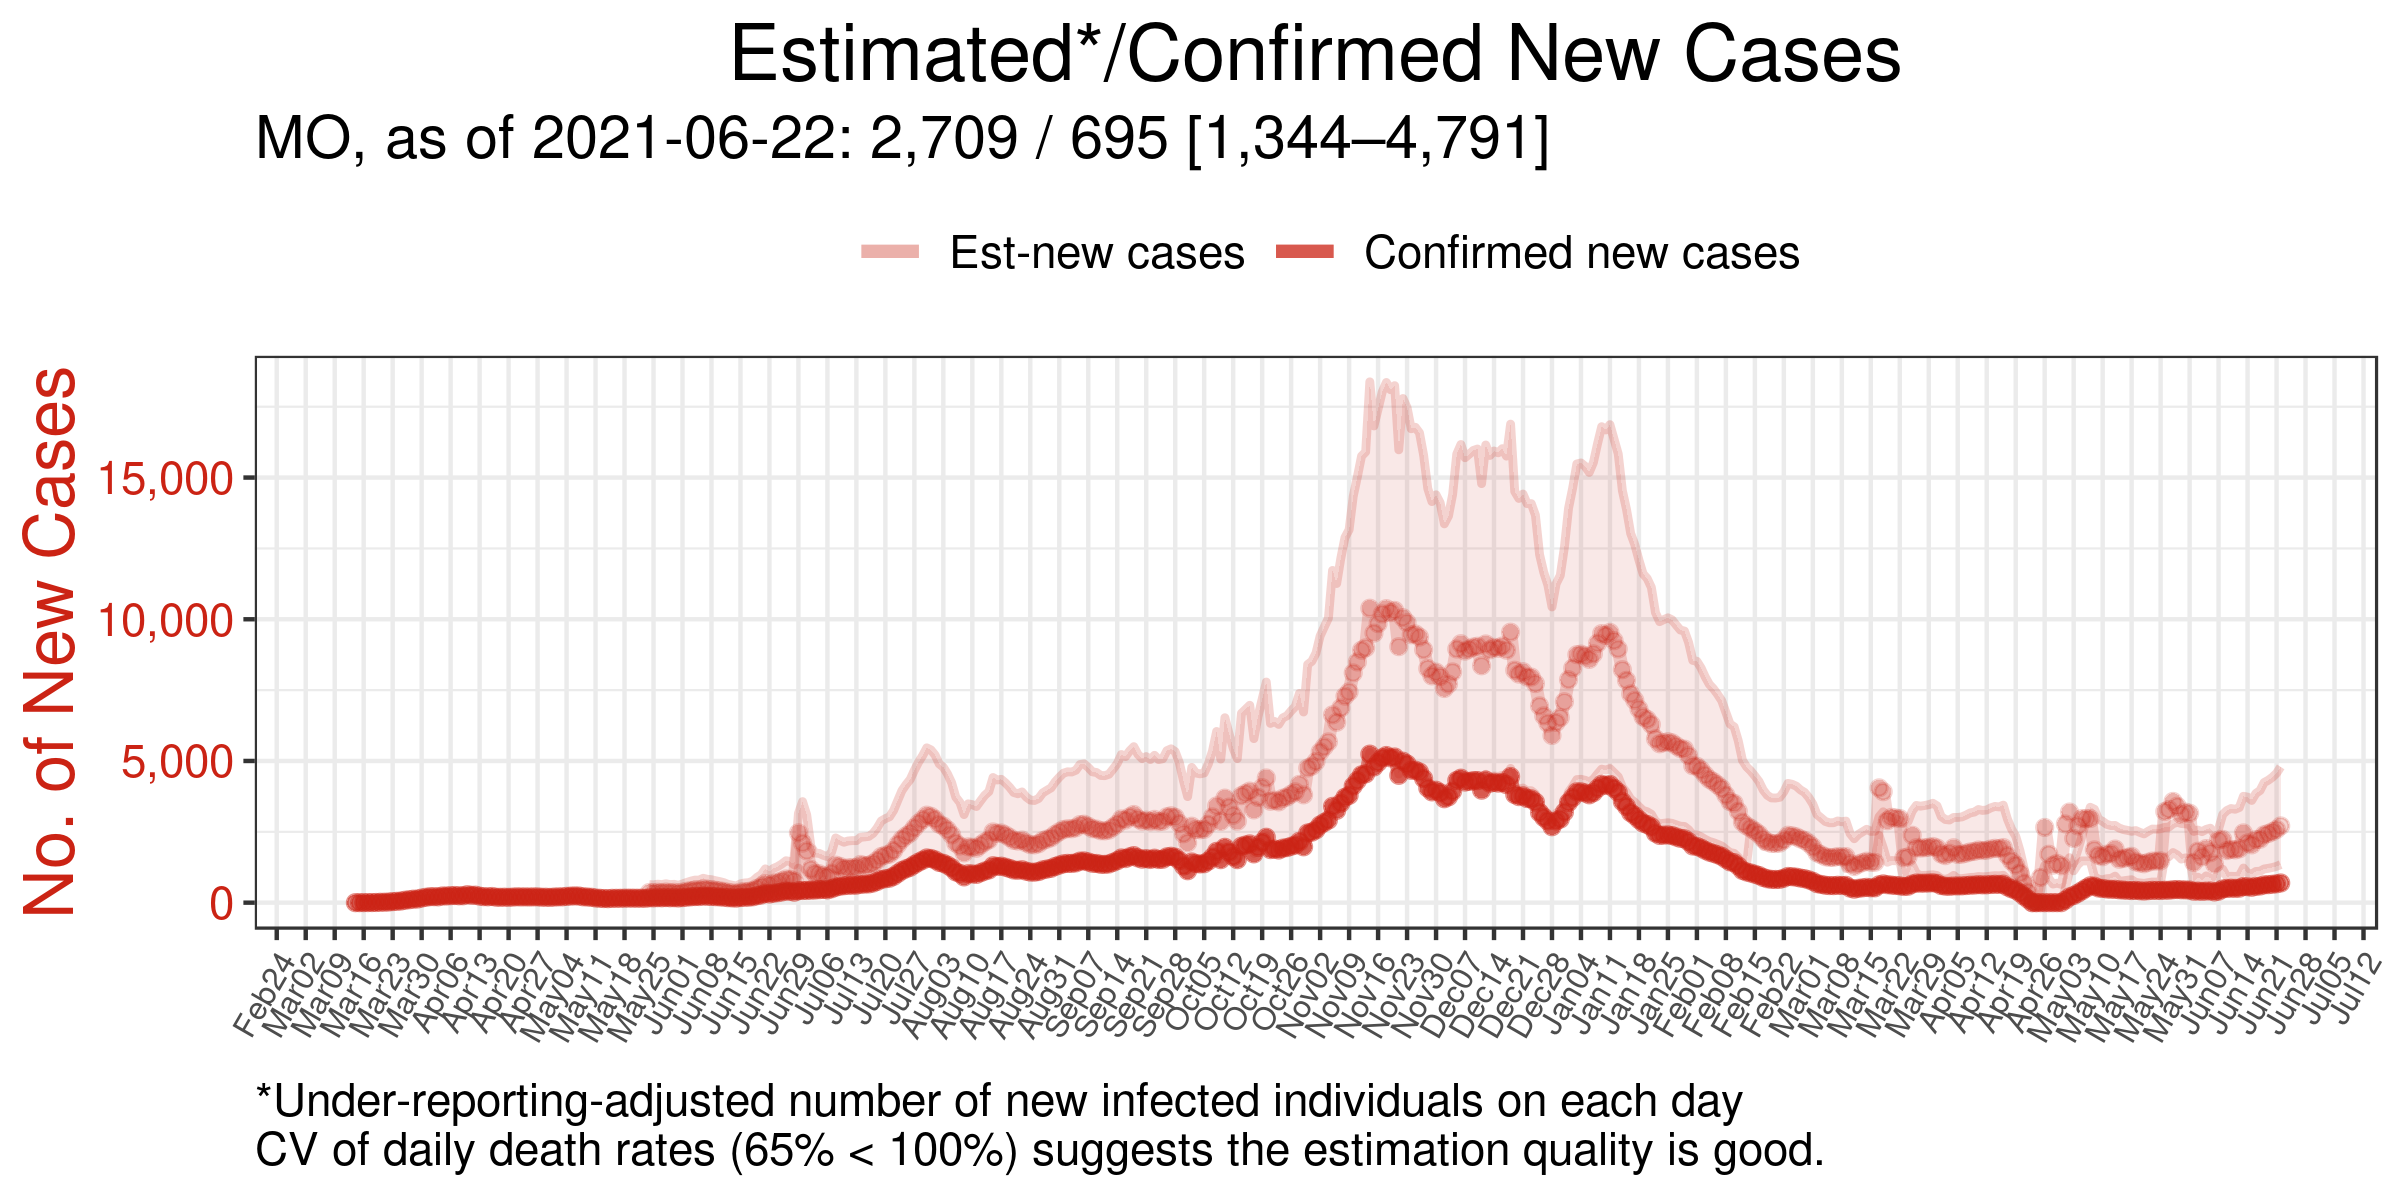 Estimated*/Confirmed New Cases
MO, as of 2021-06-22: 2,709 / 695 [1,344–4,791]
Est-new cases Confirmed new cases
No. of New Cases
15,000
10,000
5,000
0
Feb24 Mar02 Mar09 Mar16 Mar23 Mar30 Apr06 Apr13 Apr20 Apr27 May04 May11 May18 May25 Jun01 Jun08 Jun15 Jun22 Jun29 Jul06 Jul13 Jul20 Jul27 Aug03 Aug10 Aug17 Aug24 Aug31 Sep07 Sep14 Sep21 Sep28 Oct05 Oct12 Oct19 Oct26 Nov02 Nov09 Nov16 Nov23 Nov30 Dec07 Dec14 Dec21 Dec28 Jan04 Jan11 Jan18 Jan25 Feb01 Feb08 Feb15 Feb22 Mar01 Mar08 Mar15 Mar22 Mar29 Apr05 Apr12 Apr19 Apr26 May03 May10 May17 May24 May31 Jun07 Jun14 Jun21 Jun28 Jul05 Jul12
*Under-reporting-adjusted number of new infected individuals on each day
CV of daily death rates (65% < 100%) suggests the estimation quality is good.